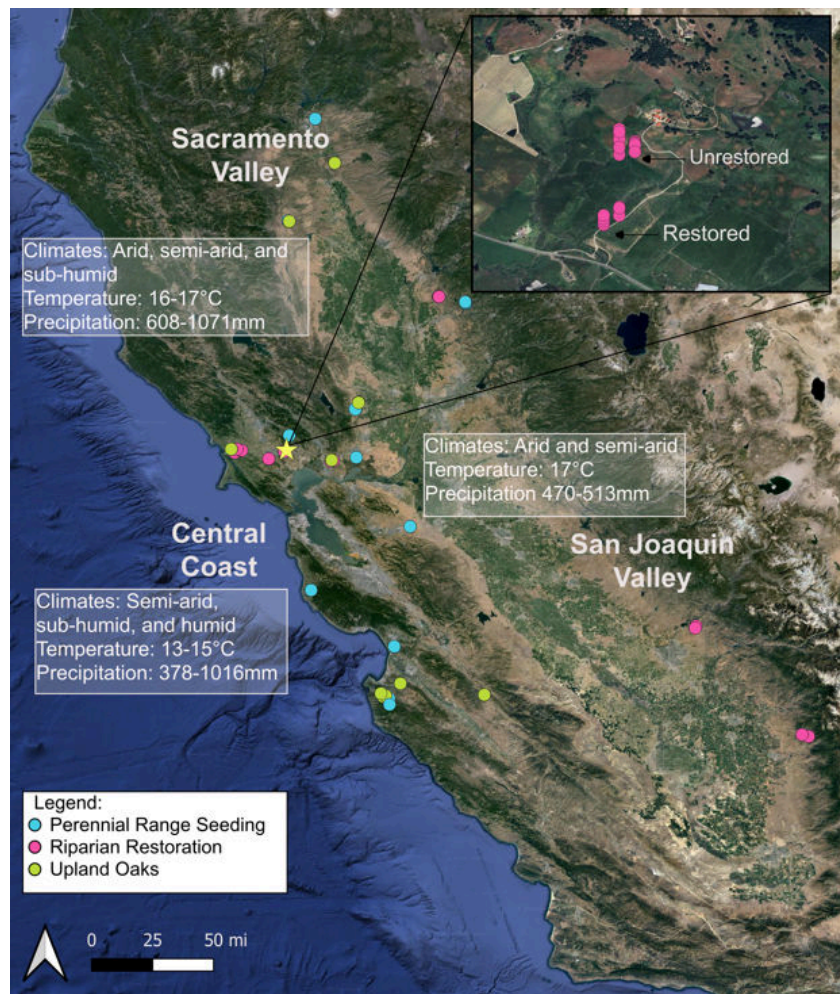 Sacramento
Valley
Unrestored
Restored
Climates: Arid, semi-arid, and
sub-humid
Temperature: 16-17°C
Precipitation: 608-1071mm
Climates: Arid and semi-arid
Temperature: 17°C
Precipitation 470-513mm
Central
Coast
San Joaquin
Valley
Climates: Semi-arid,
sub-humid, and humid
Temperature: 13-15°C
Precipitation: 378-1016mm
Legend:
Perennial Range Seeding
Riparian Restoration
Upland Oaks
0 25 50 mi